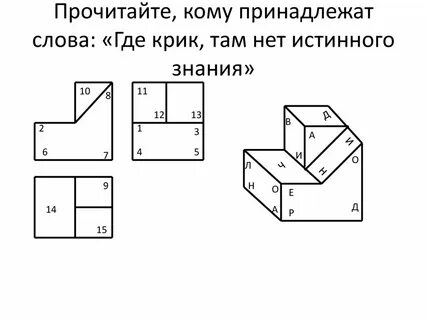 Прочитайте, кому принадлежат
слова: «Где крик, там нет истинного
знания»
10 8 11
12 13
2 1 3
6 7 4 5
9
14
15
В Д
А И
Л Ч И Н О
Н О Е
А Р Д